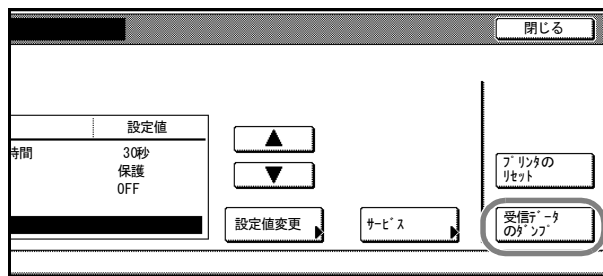 閉じる
設定値
時間 30秒
保護
OFF
プリンタの
リセット
設定値変更
サービス
受信データ
のダンプ